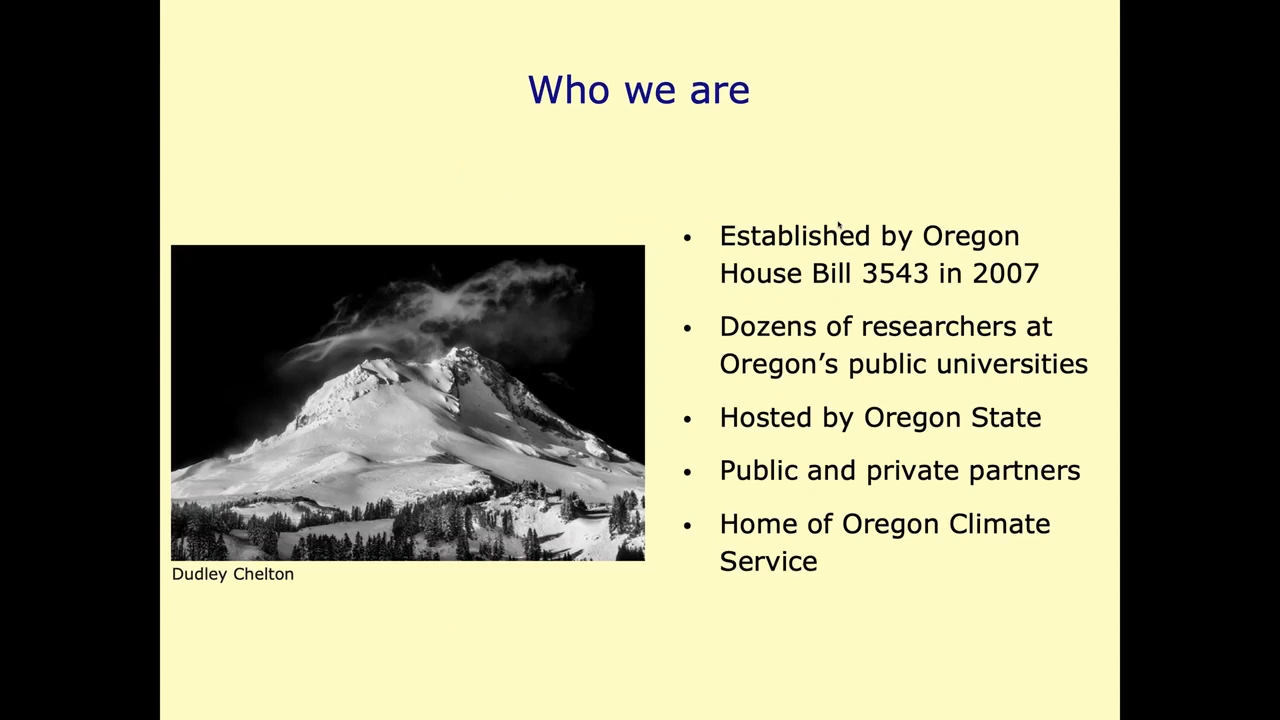 Who we are
• Established by Oregon
House Bill 3543 in 2007
• Dozens of researchers at
Oregon’s public universities
• Hosted by Oregon State
• Public and private partners
• Home of Oregon Climate
Service
Dudley Chelton